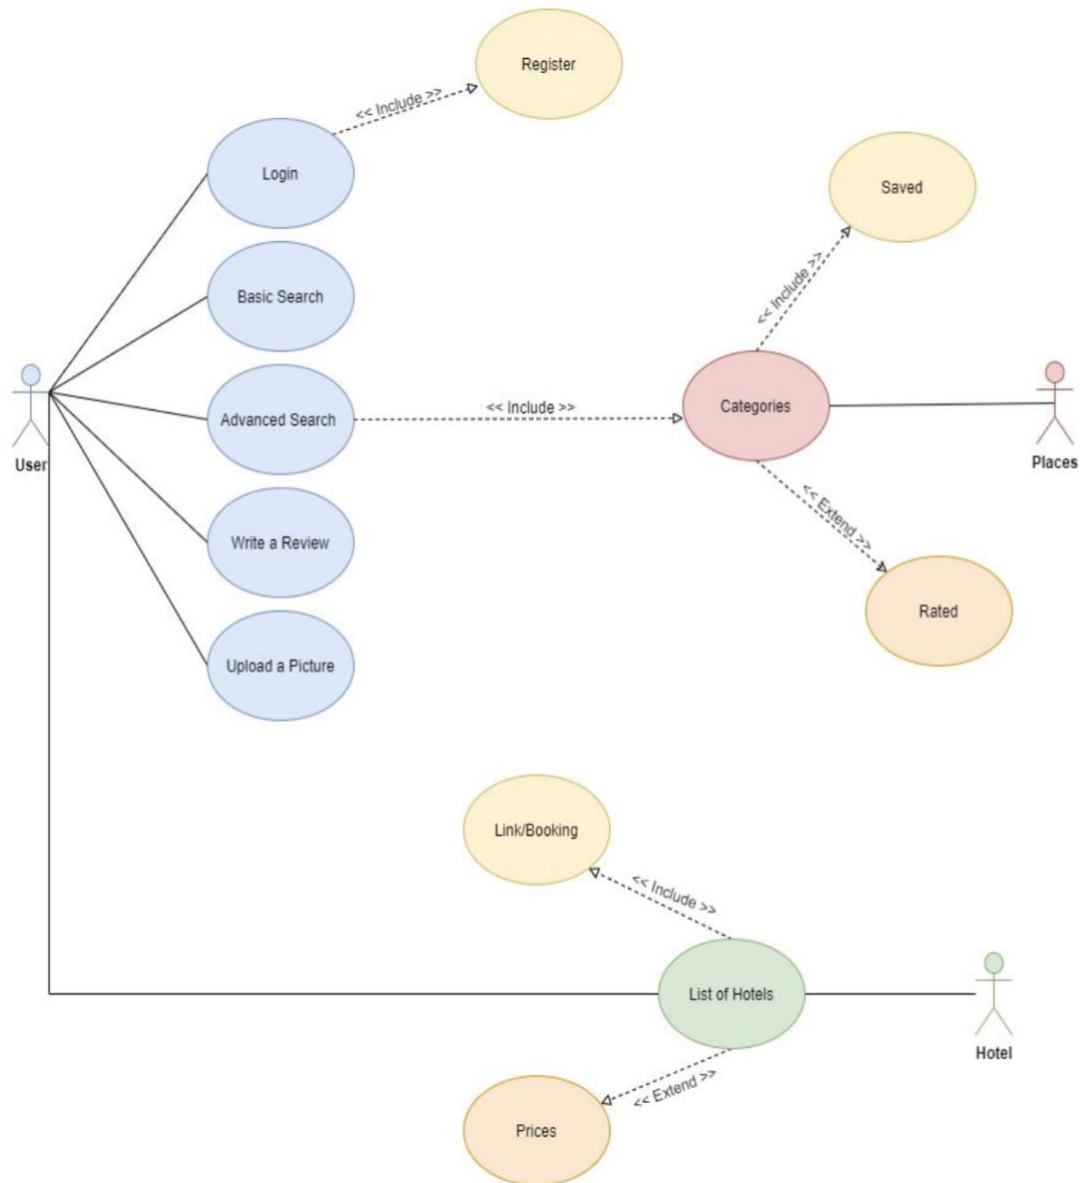 Register
<< Include >>
Login
Saved
Basic Search
<< Include >>
Advanced Search
<< Include >>
Categories
User
Places
<< Extend >>
Write a Review
Rated
Upload a Picture
Link/Booking
<< Include >>
List of Hotels
Hotel
<< Extend >>
Prices